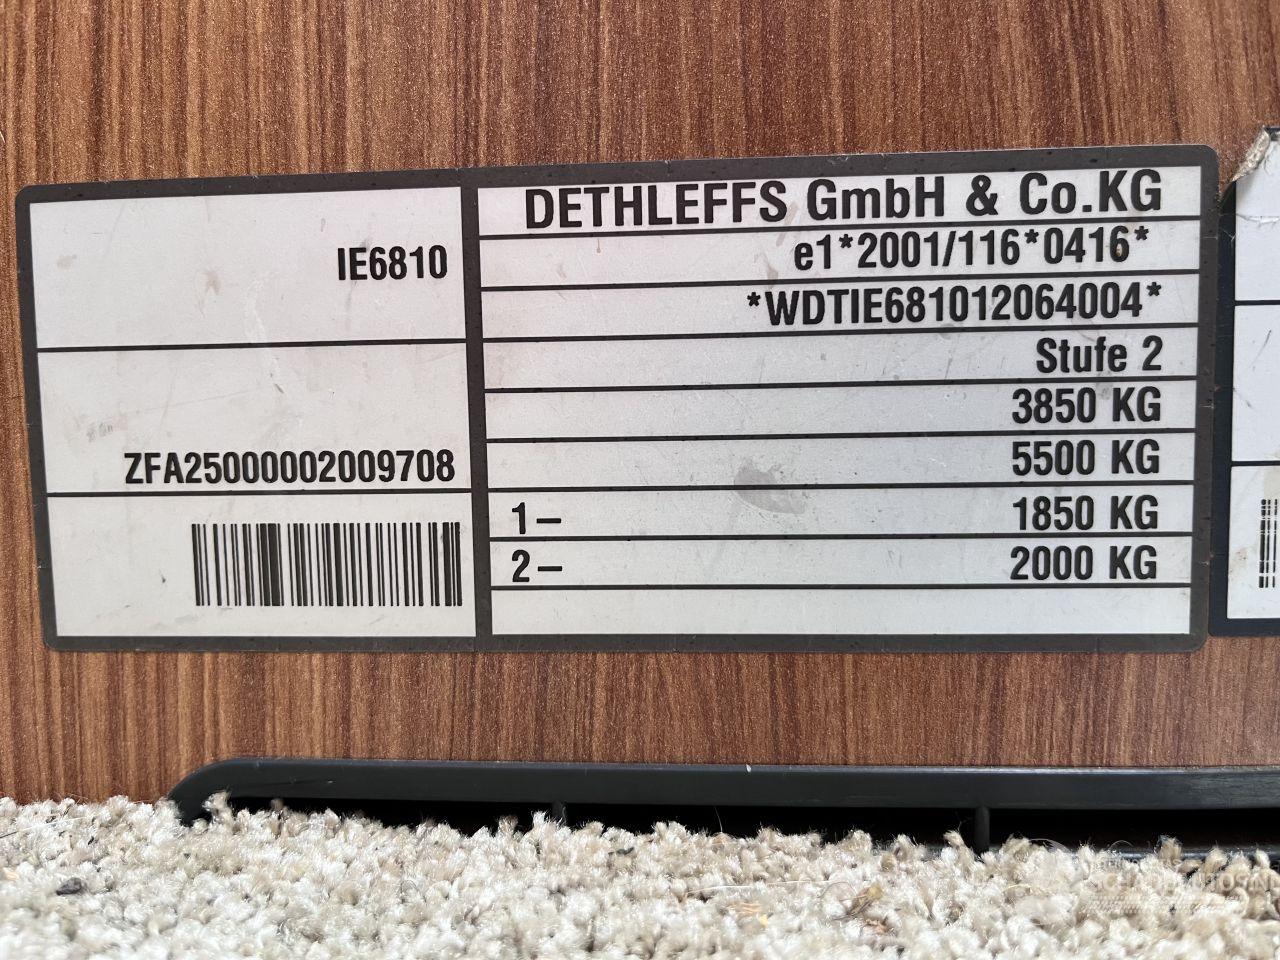 IE6810
ZFA25000002009708
DETHLEFFS GmbH & Co.KG
e1*2001/116*0416*
*WDTIE681012064004*
Stufe 2
3850 KG
5500 KG
1– 1850 KG
2– 2000 KG